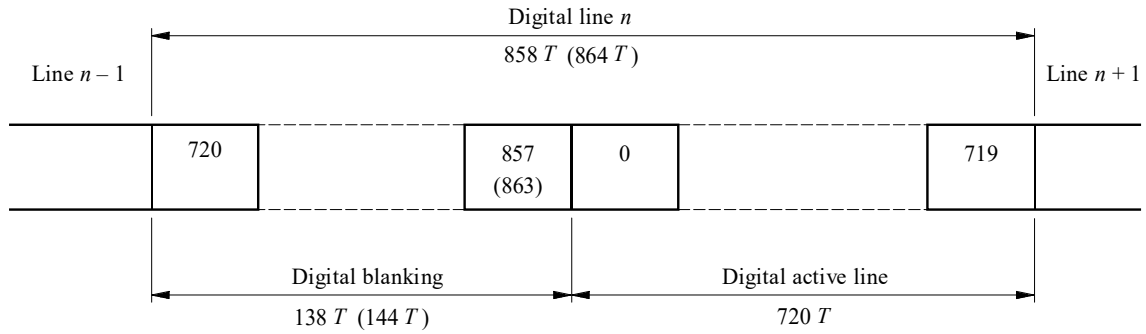 Digital line n
858 T (864 T)
Line n – 1
Line n + 1
720
857
(863)
0
719
Digital blanking
138 T (144 T)
Digital active line
720 T